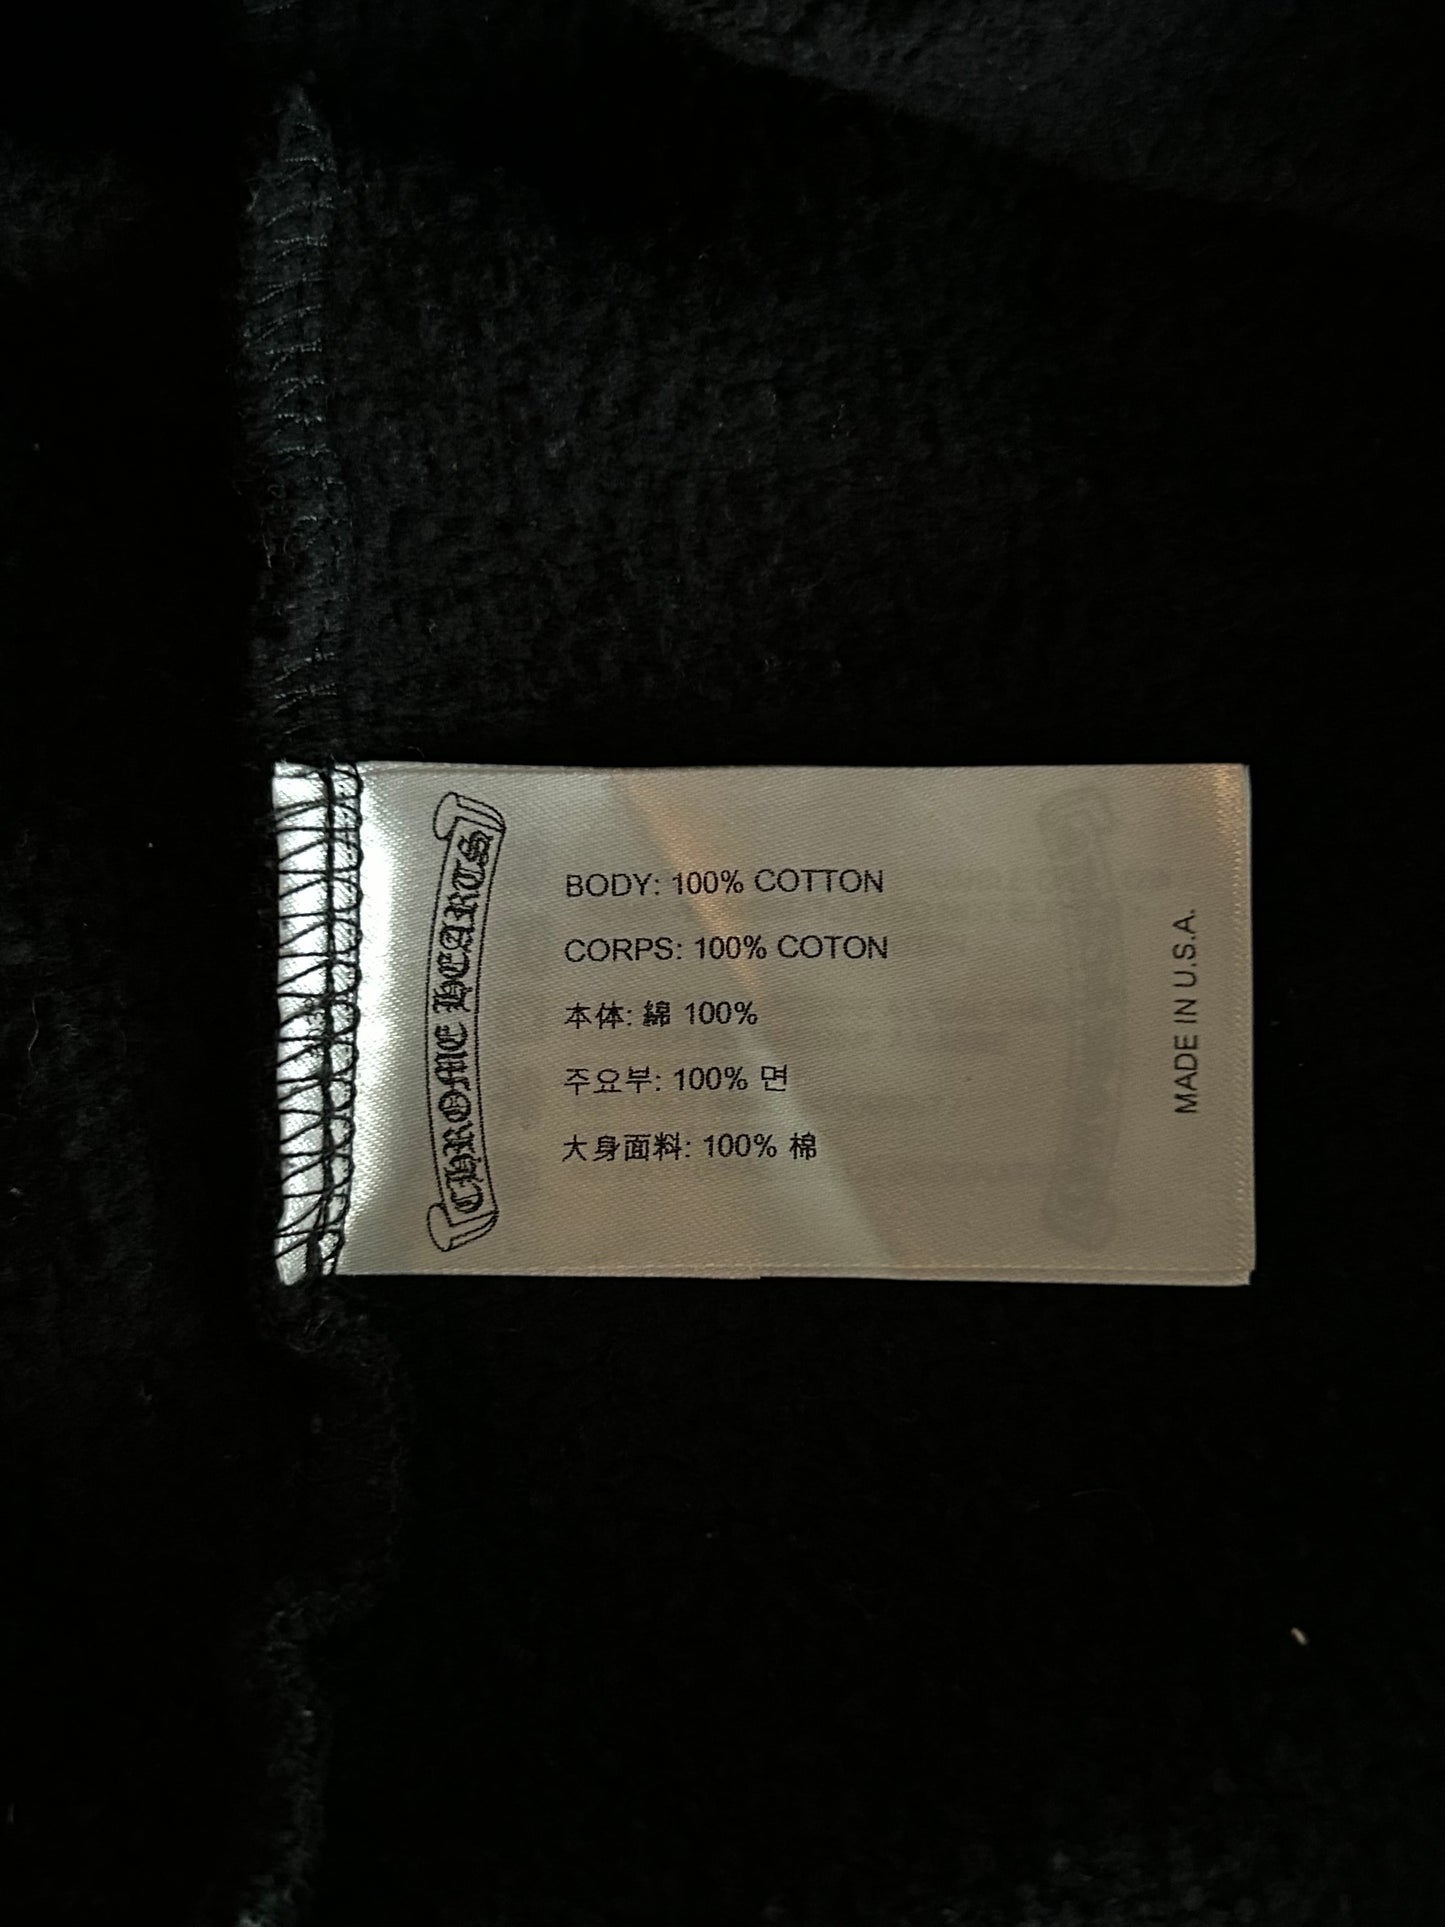 CHROME HEARTS
BODY: 100% COTTON
CORPS: 100% COTON
本体: 綿 100%
주요부: 100% 면
大身面料: 100% 棉
MADE IN U.S.A.